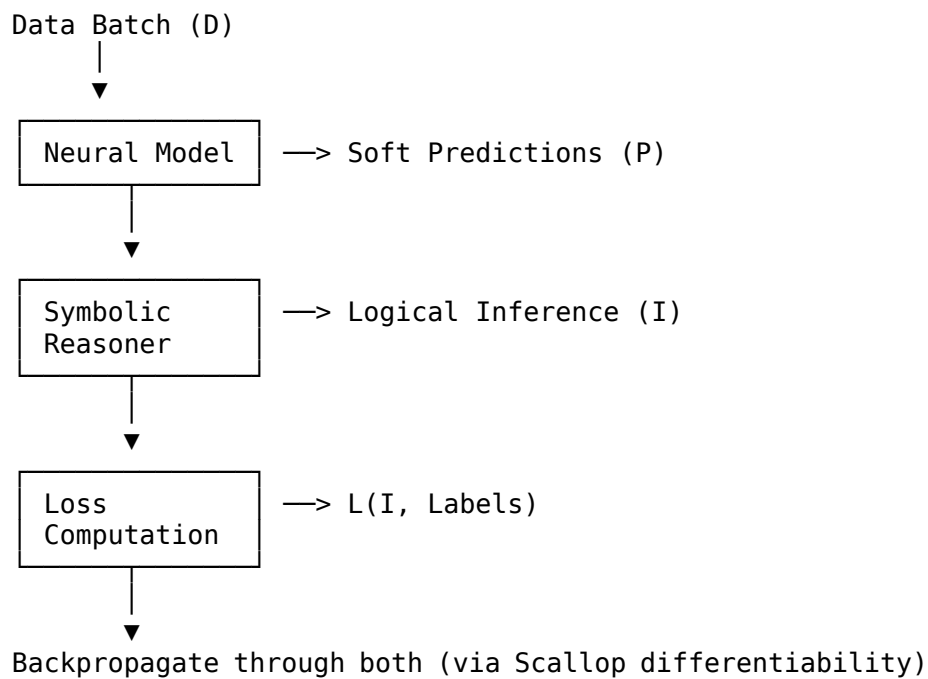 Data Batch (D)
Neural Model ──> Soft Predictions (P)
Symbolic ──> Logical Inference (I)
Reasoner
Loss ──> L(I, Labels)
Computation
Backpropagate through both (via Scallop differentiability)